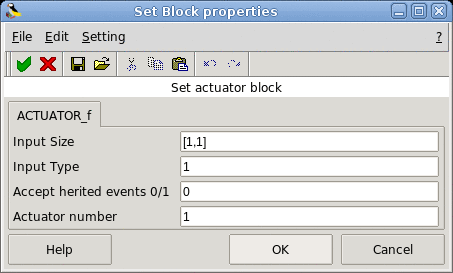 Set Block properties
File Edit Setting ?
Set actuator block
ACTUATOR_f
Input Size [1,1]
Input Type 1
Accept herited events 0/1 0
Actuator number 1
Help OK Cancel